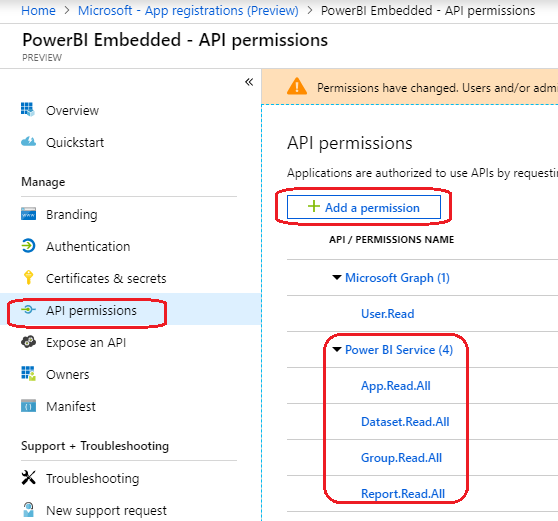 Home > Microsoft - App registrations (Preview) > PowerBI Embedded - API permissions
PowerBI Embedded - API permissions
PREVIEW
«
Overview
Quickstart
Manage
Branding
Authentication
Certificates & secrets
API permissions
Expose an API
Owners
Manifest
Support + Troubleshooting
Troubleshooting
New support request
Permissions have changed. Users and/or admi
API permissions
Applications are authorized to use APIs by requestin
+ Add a permission
API / PERMISSIONS NAME
Microsoft Graph (1)
User.Read
Power BI Service (4)
App.Read.All
Dataset.Read.All
Group.Read.All
Report.Read.All